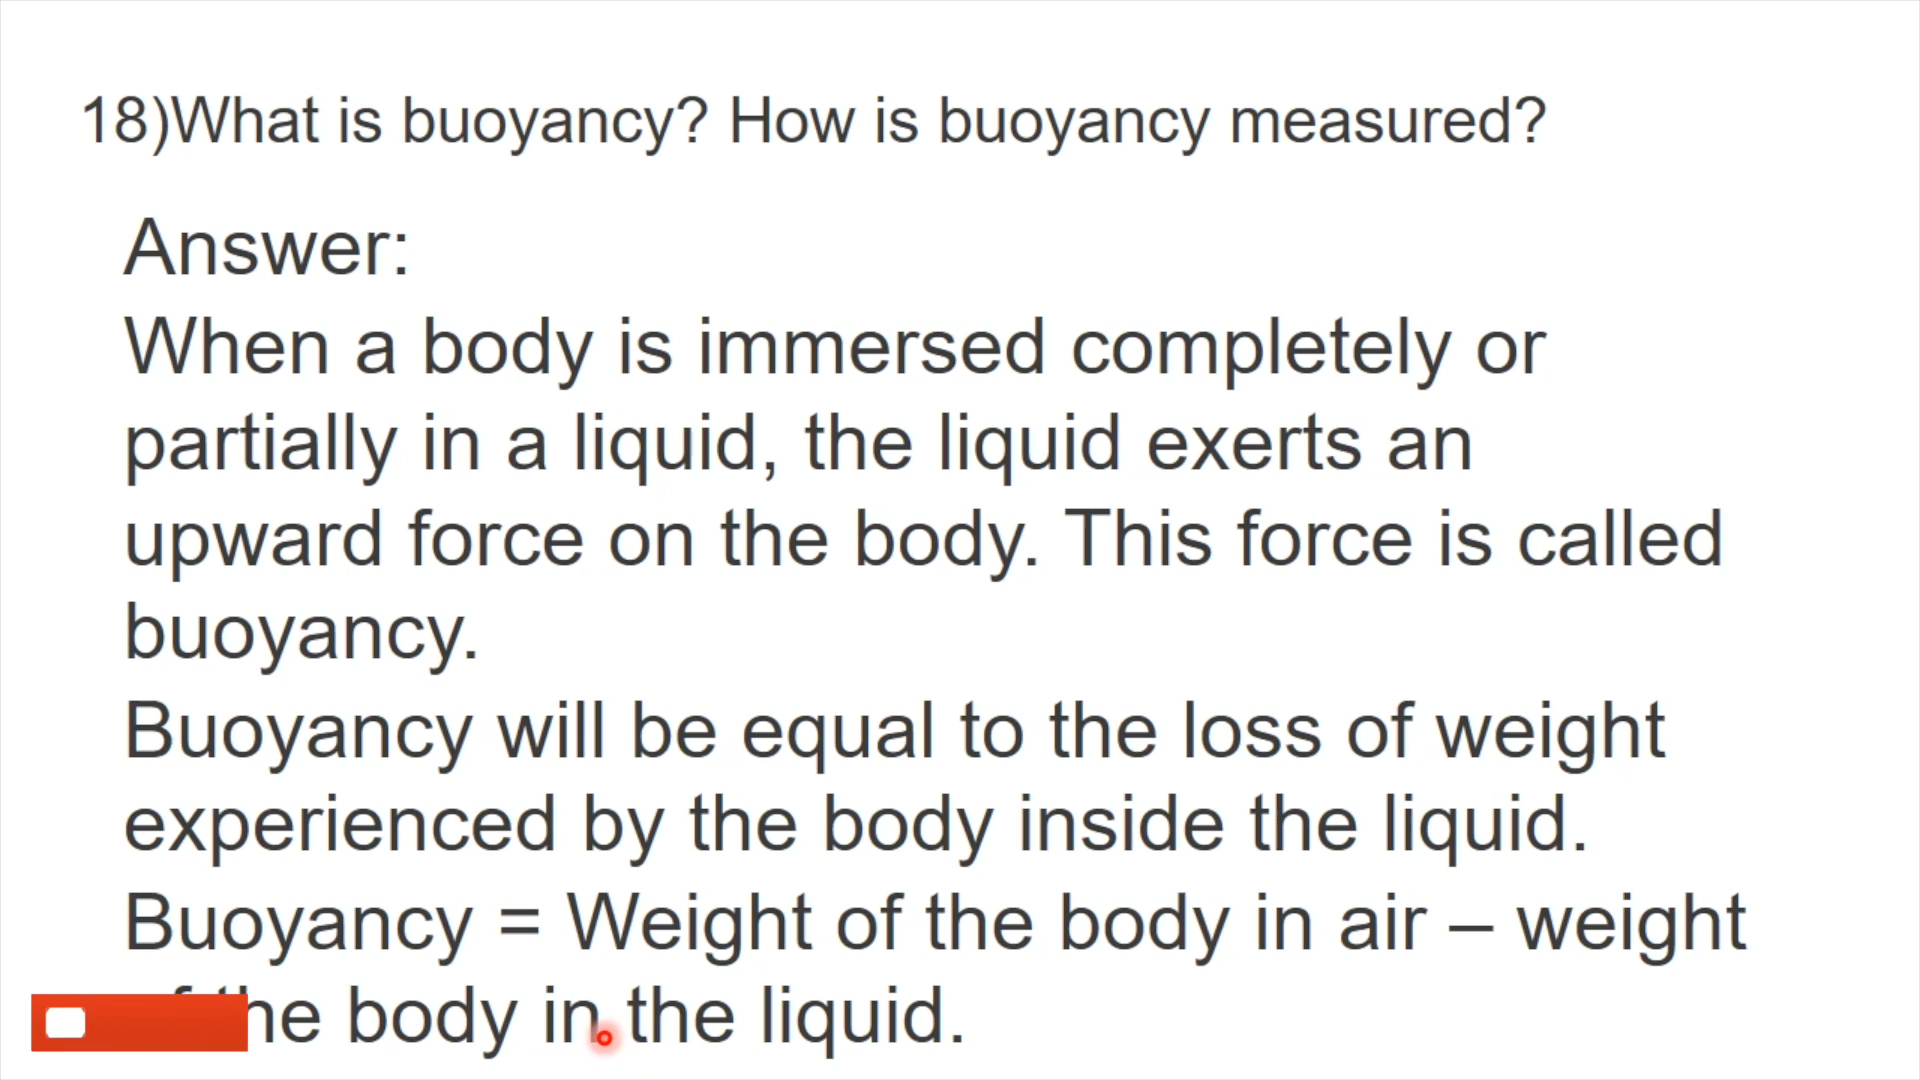 18)What is buoyancy? How is buoyancy measured?
Answer:
When a body is immersed completely or
partially in a liquid, the liquid exerts an
upward force on the body. This force is called
buoyancy.
Buoyancy will be equal to the loss of weight
experienced by the body inside the liquid.
Buoyancy = Weight of the body in air – weight
of the body in the liquid.